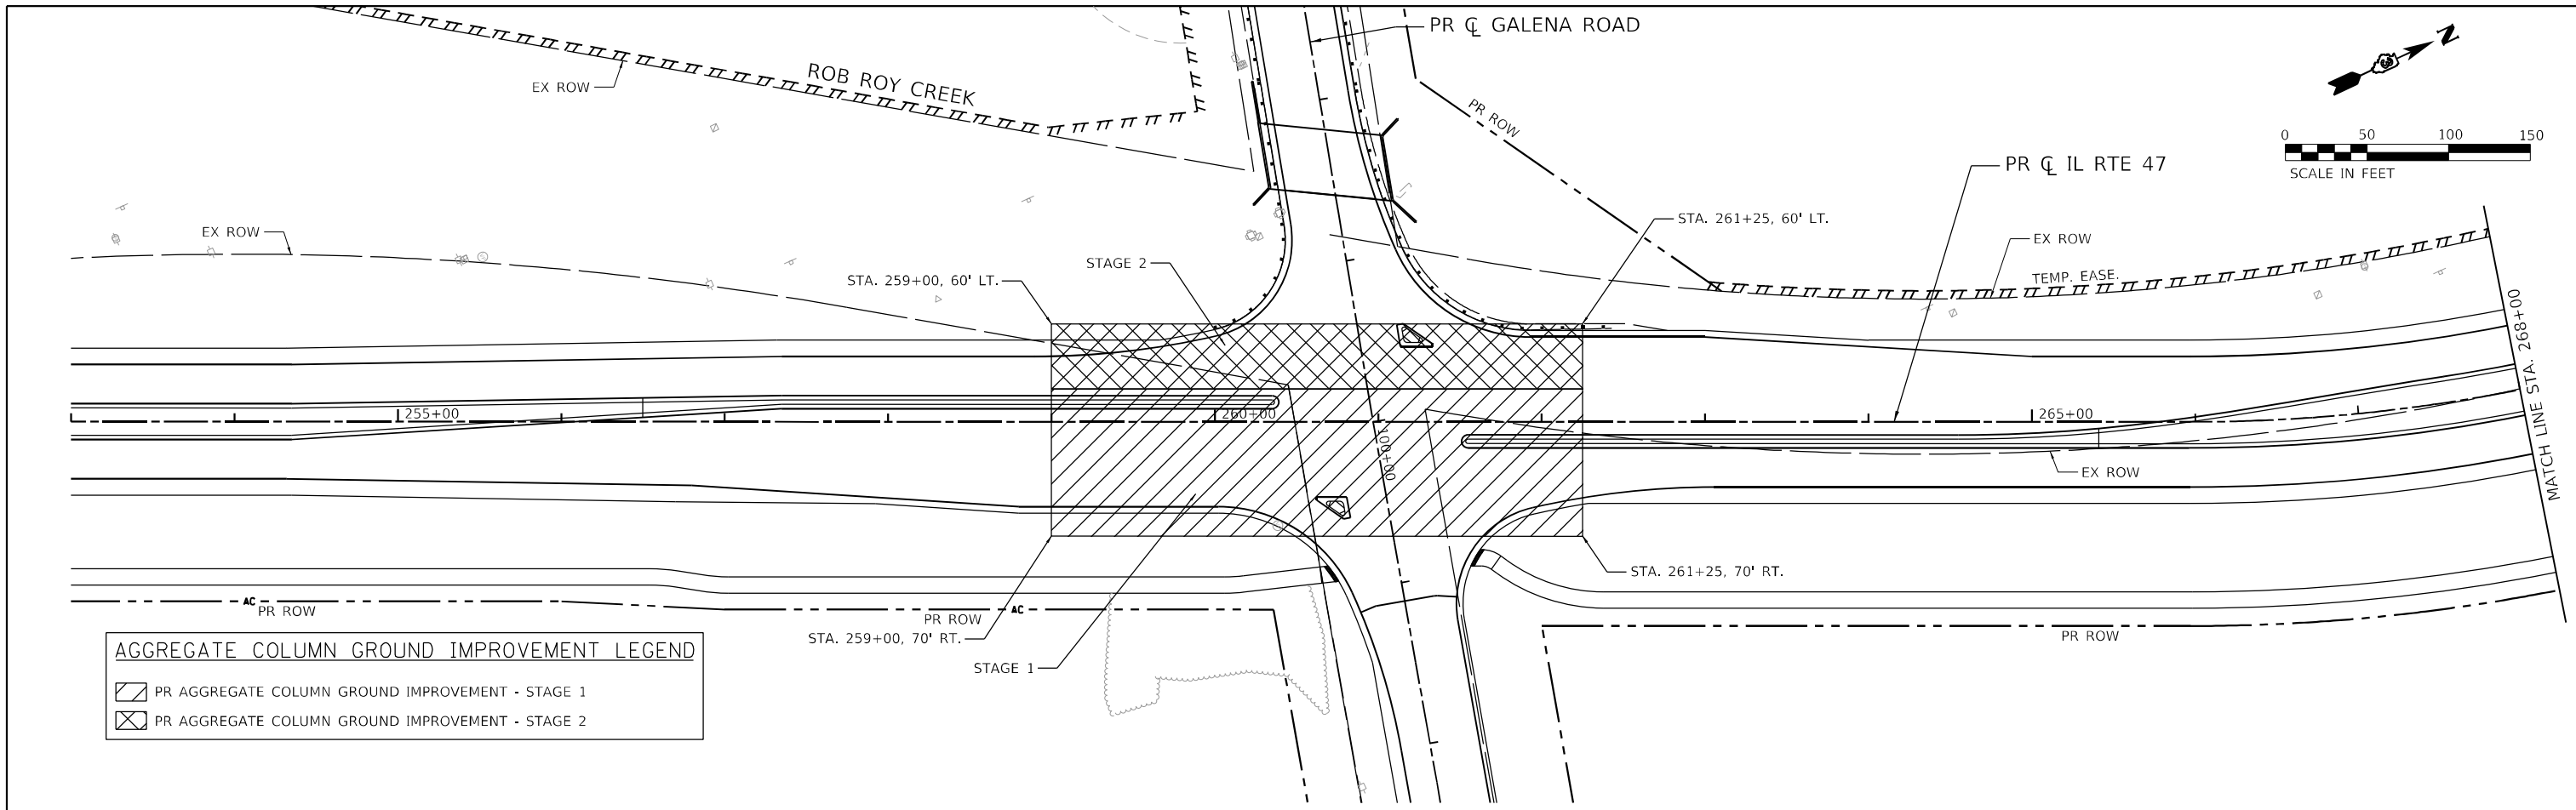 PR ℄ GALENA ROAD
N
EX ROW
ROB ROY CREEK
PR ROW
0 50 100 150
SCALE IN FEET
PR ℄ IL RTE 47
STA. 261+25, 60' LT.
EX ROW
EX ROW
STAGE 2
STA. 259+00, 60' LT.
TEMP. EASE.
MATCH LINE STA. 268+00
255+00
260+00
265+00
100+00
EX ROW
STA. 261+25, 70' RT.
AC
PR ROW
AC
PR ROW
STA. 259+00, 70' RT.
PR ROW
STAGE 1
AGGREGATE COLUMN GROUND IMPROVEMENT LEGEND
PR AGGREGATE COLUMN GROUND IMPROVEMENT - STAGE 1
PR AGGREGATE COLUMN GROUND IMPROVEMENT - STAGE 2